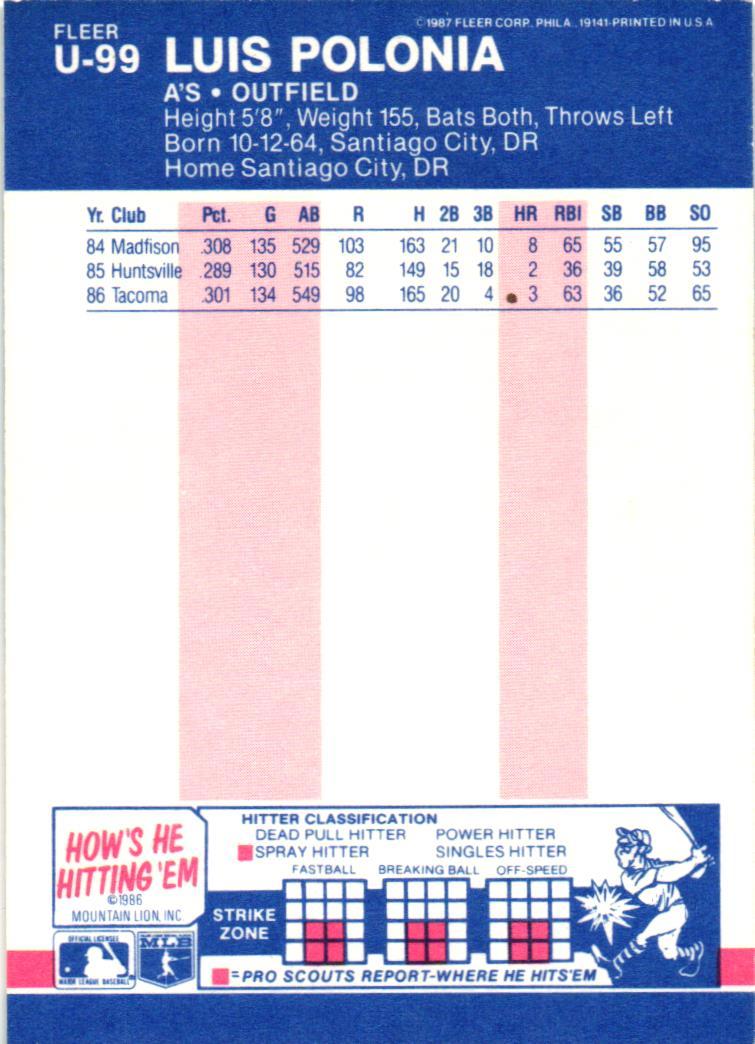 ©1987 FLEER CORP. PHILA., 19141-PRINTED IN U.S.A.
FLEER
U-99 LUIS POLONIA
A'S • OUTFIELD
Height 5'8", Weight 155, Bats Both, Throws Left
Born 10-12-64, Santiago City, DR
Home Santiago City, DR
Yr. Club Pct. G AB R H 2B 3B HR RBI SB BB SO
84 Madfison .308 135 529 103 163 21 10 8 65 55 57 95
85 Huntsville .289 130 515 82 149 15 18 2 36 39 58 53
86 Tacoma .301 134 549 98 165 20 4 3 63 36 52 65
HOW'S HE
HITTING 'EM
©1986
MOUNTAIN LION, INC
HITTER CLASSIFICATION
DEAD PULL HITTER POWER HITTER
SPRAY HITTER SINGLES HITTER
FASTBALL BREAKING BALL OFF-SPEED
STRIKE
ZONE
=PRO SCOUTS REPORT-WHERE HE HITS'EM
OFFICIAL LICENSEE
MAJOR LEAGUE BASEBALL
MLB